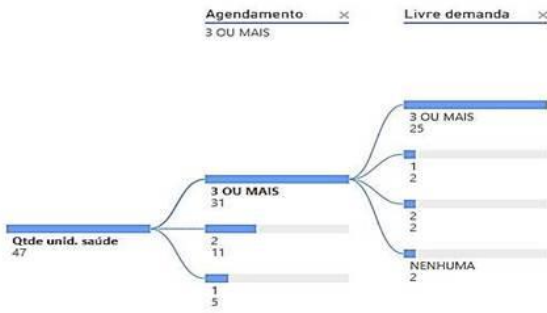 Agendamento ×
3 OU MAIS
Livre demanda ×
Qtde unid. saúde
47
3 OU MAIS
31
2
11
1
5
3 OU MAIS
25
1
2
2
2
NENHUMA
2